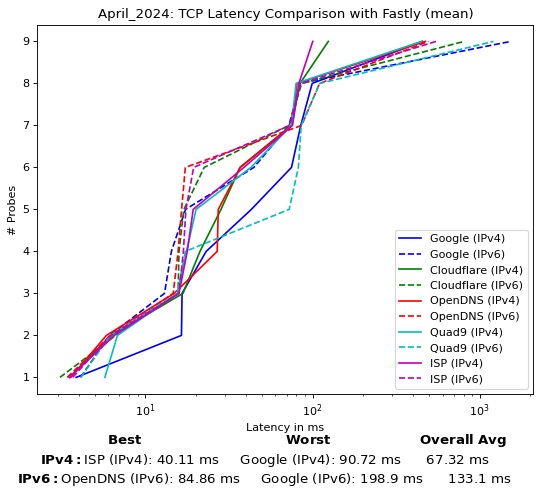 April_2024: TCP Latency Comparison with Fastly (mean)
9
8
7
6
5
4
3
2
1
# Probes
Google (IPv4)
Google (IPv6)
Cloudflare (IPv4)
Cloudflare (IPv6)
OpenDNS (IPv4)
OpenDNS (IPv6)
Quad9 (IPv4)
Quad9 (IPv6)
ISP (IPv4)
ISP (IPv6)
10¹ 10² 10³
Latency in ms
Best Worst Overall Avg
IPv4: ISP (IPv4): 40.11 ms Google (IPv4): 90.72 ms 67.32 ms
IPv6: OpenDNS (IPv6): 84.86 ms Google (IPv6): 198.9 ms 133.1 ms